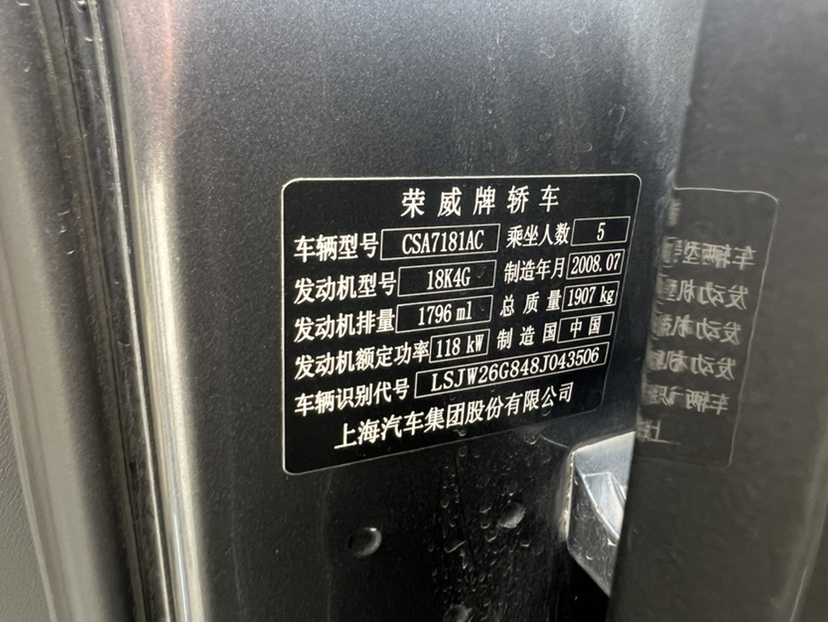 荣威牌轿车
车辆型号 CSA7181AC 乘坐人数 5
发动机型号 18K4G 制造年月 2008.07
发动机排量 1796 ml 总质量 1907 kg
发动机额定功率 118 kW 制造国 中国
车辆识别代号 LSJW26G848J043506
上海汽车集团股份有限公司